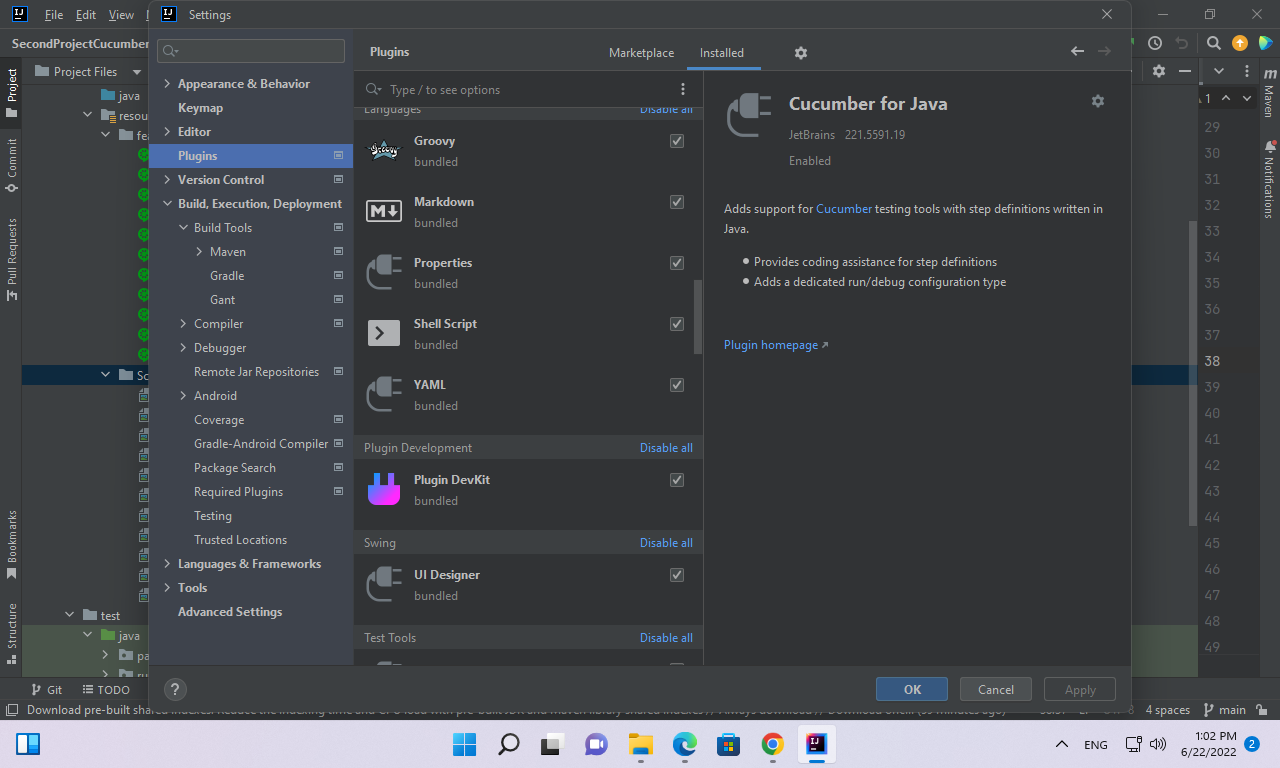 File Edit View
Settings
SecondProjectCucumber
Plugins
Marketplace
Installed
Project
Project Files
java
resou
fea
Sc
test
java
pa
ru
Commit
Pull Requests
Bookmarks
Structure
Appearance & Behavior
Keymap
Editor
Plugins
Version Control
Build, Execution, Deployment
Build Tools
Maven
Gradle
Gant
Compiler
Debugger
Remote Jar Repositories
Android
Coverage
Gradle-Android Compiler
Package Search
Required Plugins
Testing
Trusted Locations
Languages & Frameworks
Tools
Advanced Settings
Type / to see options
Languages Disable all
Groovy
bundled
Markdown
bundled
Properties
bundled
Shell Script
bundled
YAML
bundled
Plugin Development Disable all
Plugin DevKit
bundled
Swing Disable all
UI Designer
bundled
Test Tools Disable all
Cucumber for Java
JetBrains 221.5591.19
Enabled
Adds support for Cucumber testing tools with step definitions written in
Java.
Provides coding assistance for step definitions
Adds a dedicated run/debug configuration type
Plugin homepage
1
29
30
31
32
33
34
35
36
37
38
39
40
41
42
43
44
45
46
47
48
49
Maven
Notifications
?
OK
Cancel
Apply
Git
TODO
Download pre-built shared indexes: Reduce the indexing time and CPU load with pre-built JDK and Maven library shared indexes // Always download // Download once
4 spaces
main
ENG
1:02 PM
6/22/2022
2